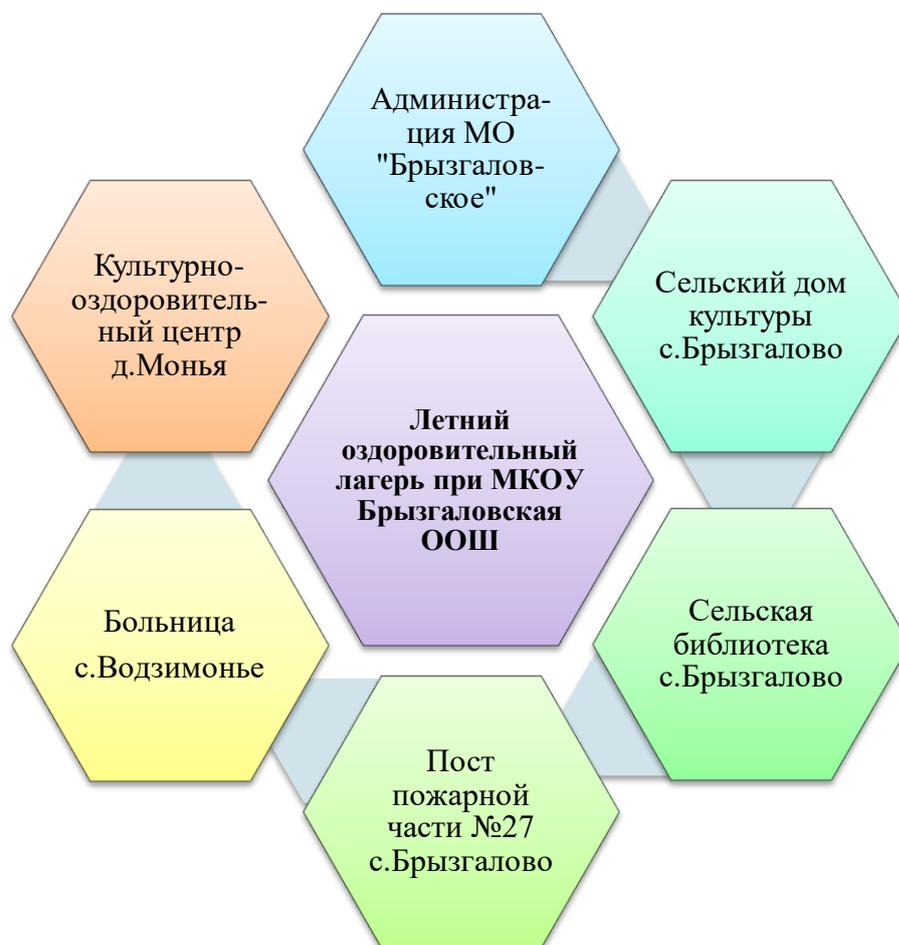 Администра-
ция МО
"Брызгалов-
ское"
Культурно-
оздоровитель-
ный центр
д.Монья
Сельский дом
культуры
с.Брызгалово
Летний
оздоровительный
лагерь при МКОУ
Брызгаловская
ООШ
Больница
с.Водзимонье
Сельская
библиотека
с.Брызгалово
Пост
пожарной
части №27
с.Брызгалово